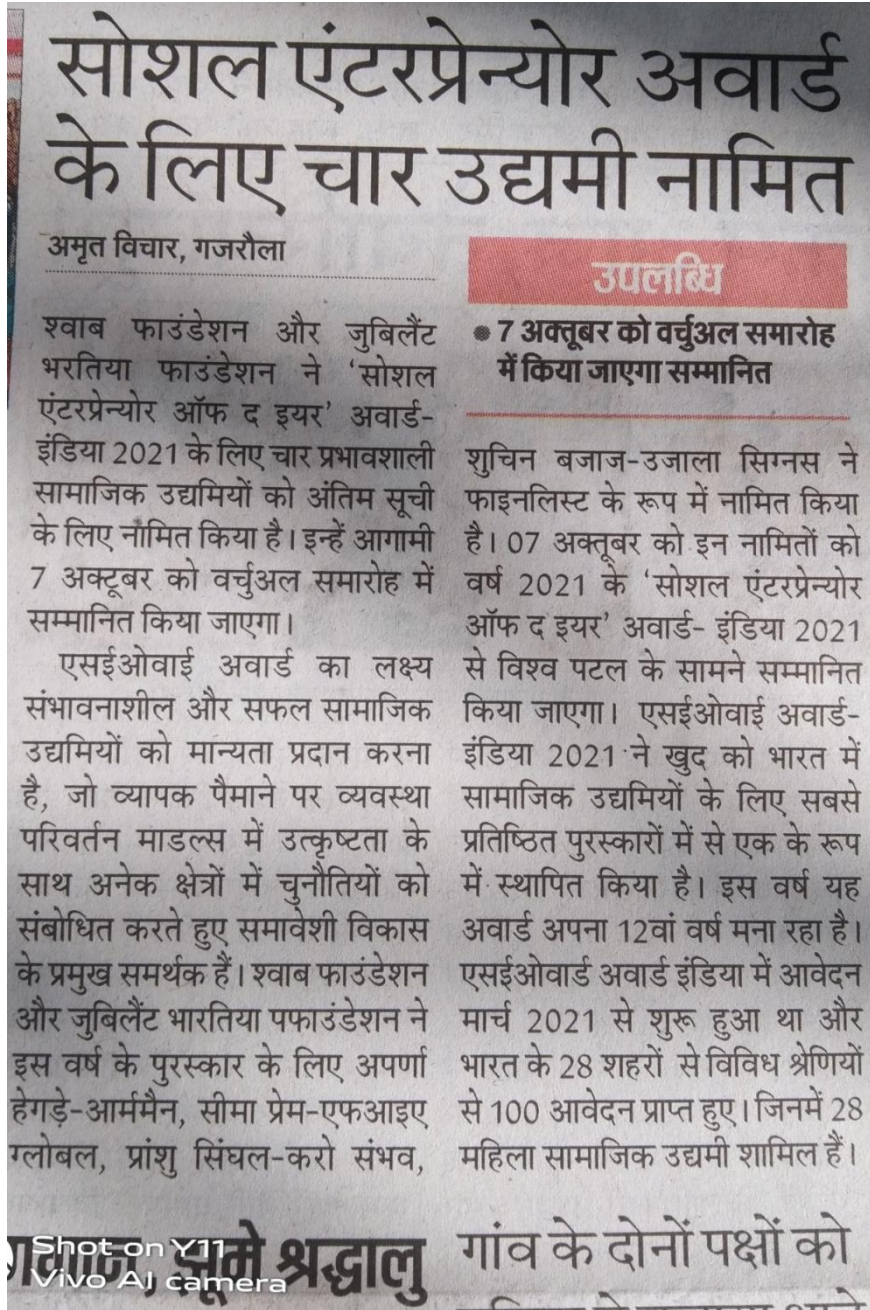 सोशल एंटरप्रेन्योर अवार्ड
के लिए चार उद्यमी नामित
अमृत विचार, गजरौला
श्वाब फाउंडेशन और जुबिलैंट
भरतिया फाउंडेशन ने 'सोशल
एंटरप्रेन्योर ऑफ द इयर' अवार्ड-
इंडिया 2021 के लिए चार प्रभावशाली
सामाजिक उद्यमियों को अंतिम सूची
के लिए नामित किया है। इन्हें आगामी
7 अक्टूबर को वर्चुअल समारोह में
सम्मानित किया जाएगा।
एसईओवाई अवार्ड का लक्ष्य
संभावनाशील और सफल सामाजिक
उद्यमियों को मान्यता प्रदान करना
है, जो व्यापक पैमाने पर व्यवस्था
परिवर्तन माडल्स में उत्कृष्टता के
साथ अनेक क्षेत्रों में चुनौतियों को
संबोधित करते हुए समावेशी विकास
के प्रमुख समर्थक हैं। श्वाब फाउंडेशन
और जुबिलैंट भारतिया पफाउंडेशन ने
इस वर्ष के पुरस्कार के लिए अपर्णा
हेगड़े-आर्ममैन, सीमा प्रेम-एफआइए
ग्लोबल, प्रांशु सिंघल-करो संभव,
उपलब्धि
● 7 अक्तूबर को वर्चुअल समारोह
में किया जाएगा सम्मानित
शुचिन बजाज-उजाला सिग्नस ने
फाइनलिस्ट के रूप में नामित किया
है। 07 अक्तूबर को इन नामितों को
वर्ष 2021 के 'सोशल एंटरप्रेन्योर
ऑफ द इयर' अवार्ड- इंडिया 2021
से विश्व पटल के सामने सम्मानित
किया जाएगा। एसईओवाई अवार्ड-
इंडिया 2021 ने खुद को भारत में
सामाजिक उद्यमियों के लिए सबसे
प्रतिष्ठित पुरस्कारों में से एक के रूप
में स्थापित किया है। इस वर्ष यह
अवार्ड अपना 12वां वर्ष मना रहा है।
एसईओवार्ड अवार्ड इंडिया में आवेदन
मार्च 2021 से शुरू हुआ था और
भारत के 28 शहरों से विविध श्रेणियों
से 100 आवेदन प्राप्त हुए। जिनमें 28
महिला सामाजिक उद्यमी शामिल हैं।
झूमे श्रद्धालु
गांव के दोनों पक्षों को
Shot on Y11
Vivo AI camera